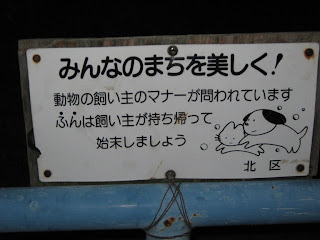 みんなのまちを美しく!
動物の飼い主のマナーが問われています
ふんは飼い主が持ち帰って
始末しましょう
北区